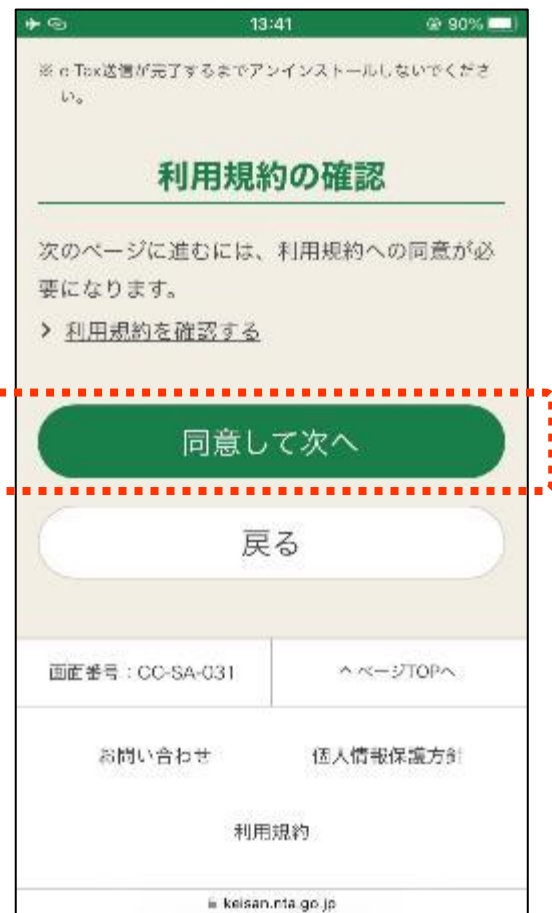 13:41
90%
※ e-Tax送信が完了するまでアンインストールしないでくださ
い。
利用規約の確認
次のページに進むには、利用規約への同意が必
要になります。
> 利用規約を確認する
同意して次へ
戻る
画面番号：CC-SA-031
へ ページTOPへ
お問い合わせ
個人情報保護方針
利用規約
keisan.nta.go.jp